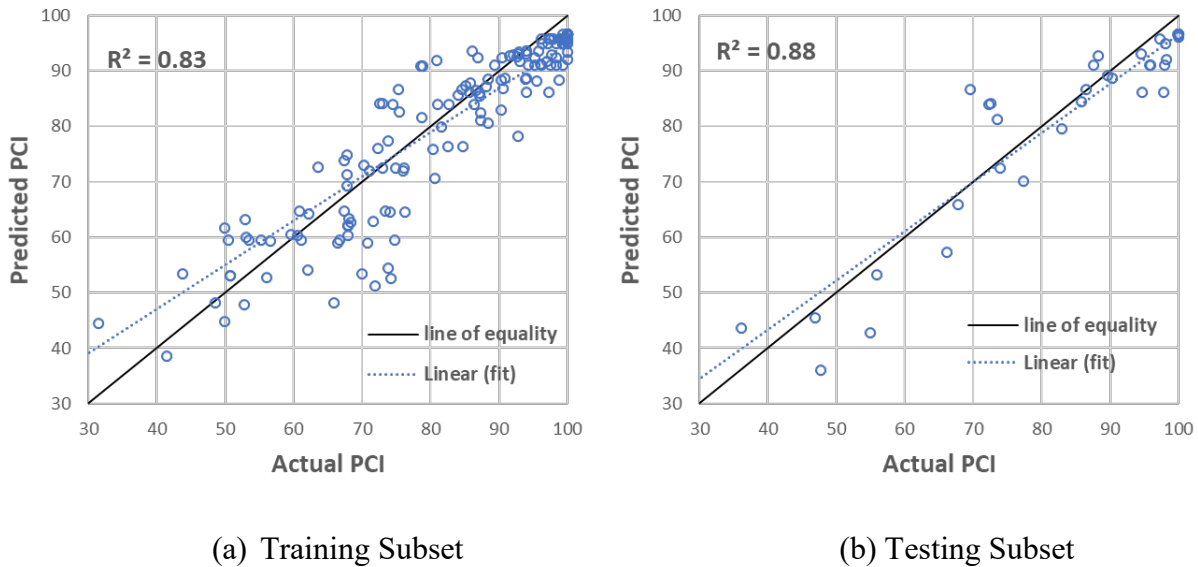 R² = 0.83
Predicted PCI
100
90
80
70
60
50
40
30
line of equality
Linear (fit)
30 40 50 60 70 80 90 100
Actual PCI
(a) Training Subset
R² = 0.88
Predicted PCI
100
90
80
70
60
50
40
30
line of equality
Linear (fit)
30 40 50 60 70 80 90 100
Actual PCI
(b) Testing Subset